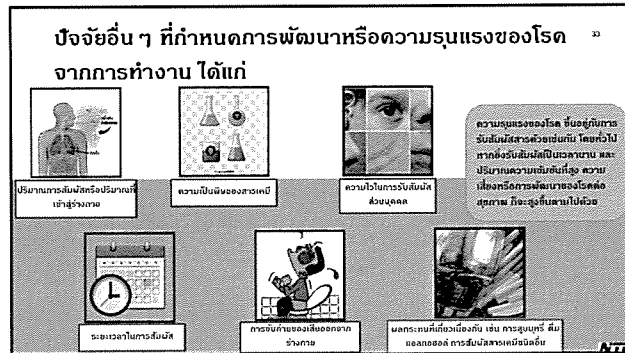 ปัจจัยอื่น ๆ ที่กำหนดการพัฒนาหรือความรุนแรงของโรค
จากการทำงาน ได้แก่
33
ปริมาณการสัมผัสหรือปริมาณที่
เข้าสู่ร่างกาย
ความเป็นพิษของสารเคมี
ความไวในการรับสัมผัส
ส่วนบุคคล
ความรุนแรงของโรค ขึ้นอยู่กับการ
รับสัมผัสสารด้วยเช่นกัน โดยทั่วไป
หากยิ่งรับสัมผัสเป็นเวลานาน และ
ปริมาณความเข้มข้นที่สูง ความ
เสี่ยงหรือการพัฒนาของโรคต่อ
สุขภาพ ก็จะสูงขึ้นตามไปด้วย
ระยะเวลาในการสัมผัส
การขับถ่ายของเสียออกจาก
ร่างกาย
ผลกระทบที่เกี่ยวเนื่องกัน เช่น การสูบบุหรี่ ดื่ม
แอลกอฮอล์ การสัมผัสสารเคมีชนิดอื่น